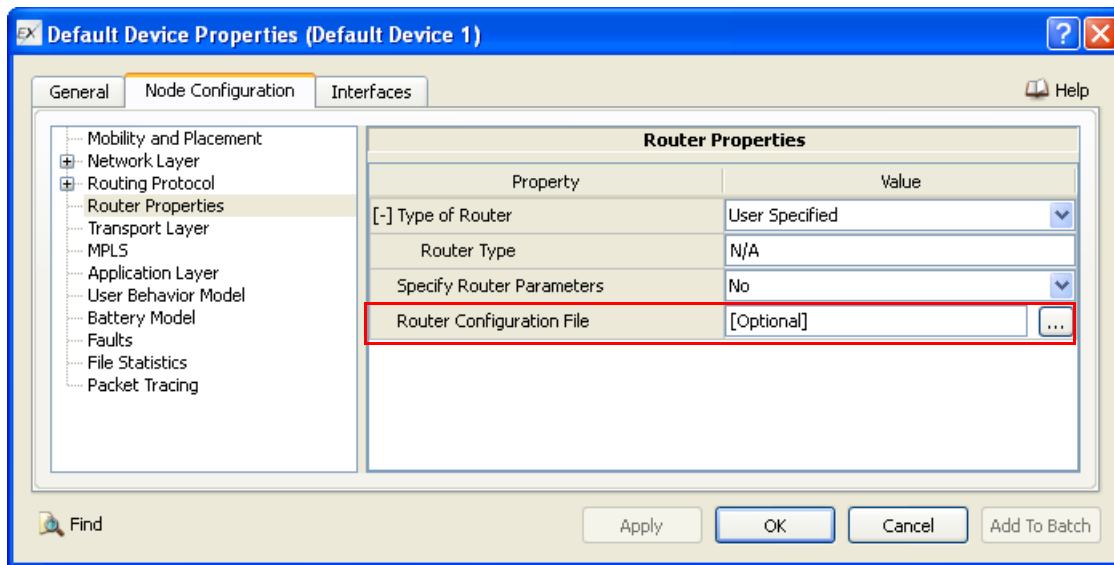 EX Default Device Properties (Default Device 1) ?
General Node Configuration Interfaces Help
Mobility and Placement
Network Layer
Routing Protocol
Router Properties
Transport Layer
MPLS
Application Layer
User Behavior Model
Battery Model
Faults
File Statistics
Packet Tracing
Router Properties
Property Value
[-] Type of Router User Specified
Router Type N/A
Specify Router Parameters No
Router Configuration File [Optional] ...
Find Apply OK Cancel Add To Batch